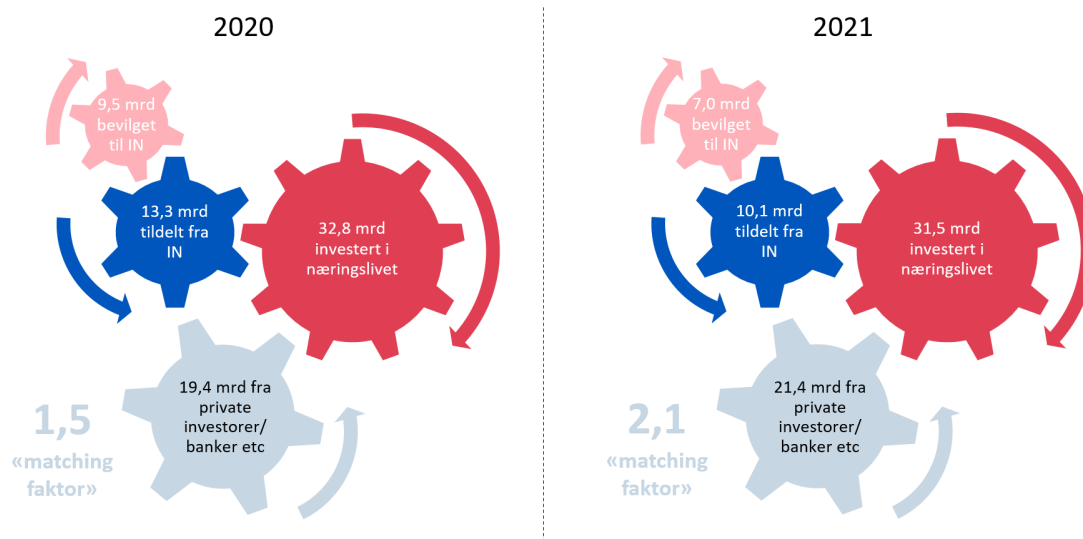 2020
9,5 mrd
bevilget
til IN
13,3 mrd
tildelt fra
IN
32,8 mrd
investert i
næringslivet
19,4 mrd fra
private
investorer/
banker etc
1,5
«matching
faktor»
2021
7,0 mrd
bevilget
til IN
10,1 mrd
tildelt fra
IN
31,5 mrd
investert i
næringslivet
21,4 mrd fra
private
investorer/
banker etc
2,1
«matching
faktor»